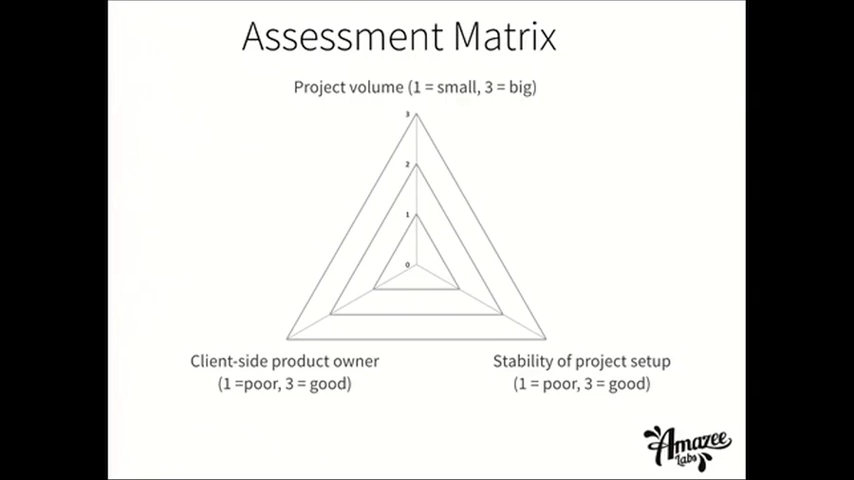 Assessment Matrix
Project volume (1 = small, 3 = big)
3
2
1
0
Client-side product owner
(1 =poor, 3 = good)
Stability of project setup
(1 = poor, 3 = good)
Amazee
Labs